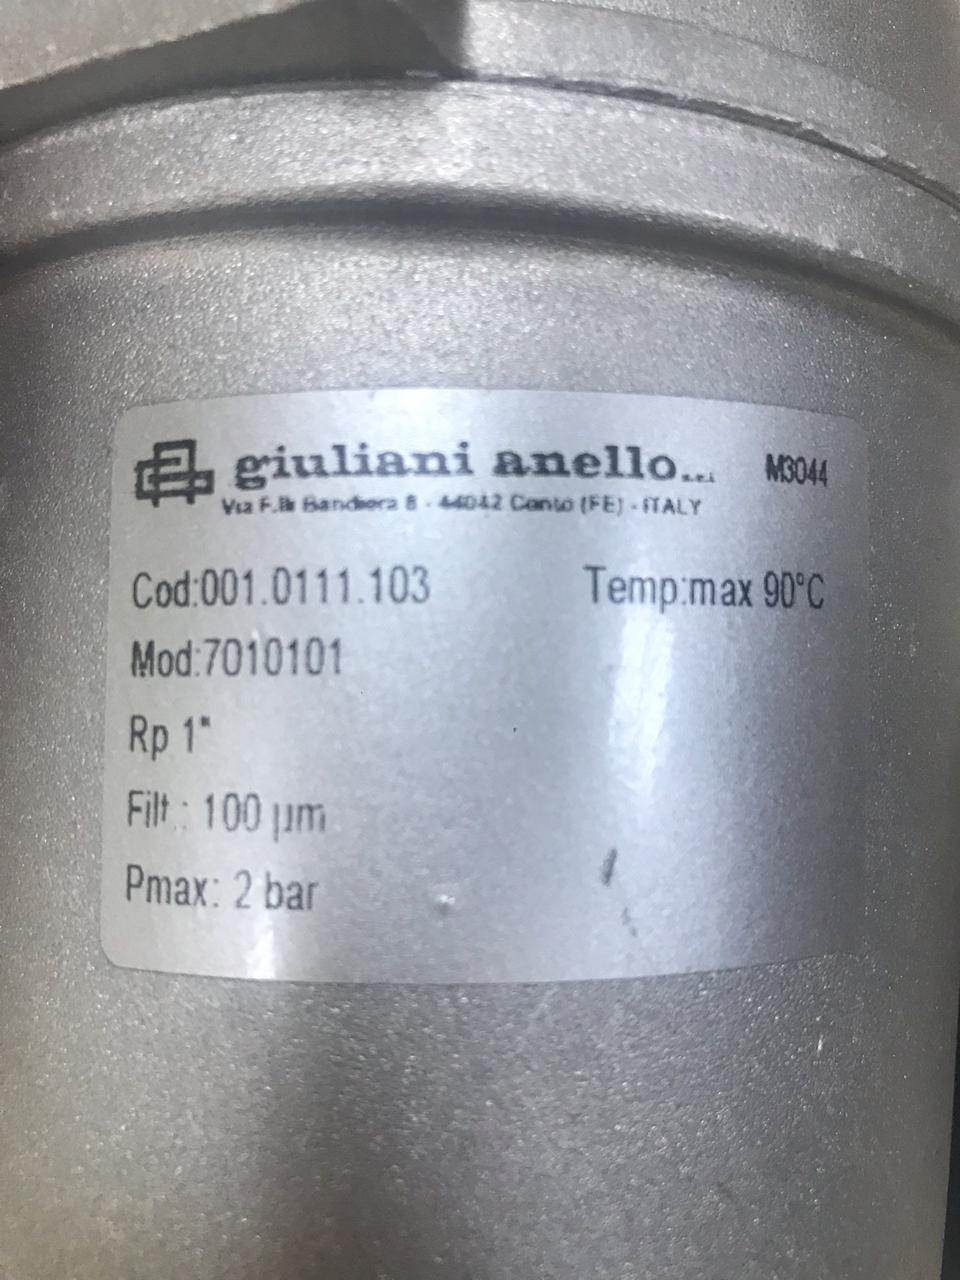 giuliani anello s.r.l. M3044
Via F.lli Bandiera 8 - 44042 Cento (FE) - ITALY
Cod:001.0111.103 Temp:max 90°C
Mod:7010101
Rp 1"
Filt.: 100 µm
Pmax: 2 bar